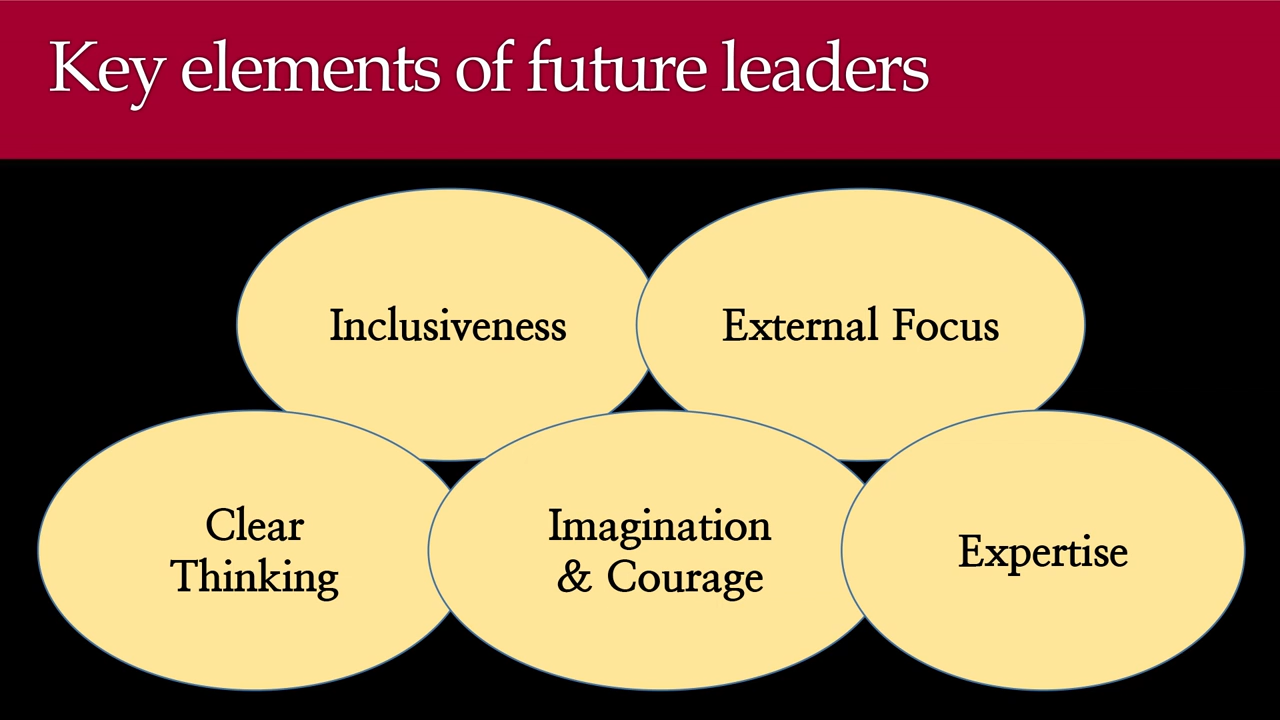 Key elements of future leaders
Inclusiveness
External Focus
Clear
Thinking
Imagination
& Courage
Expertise